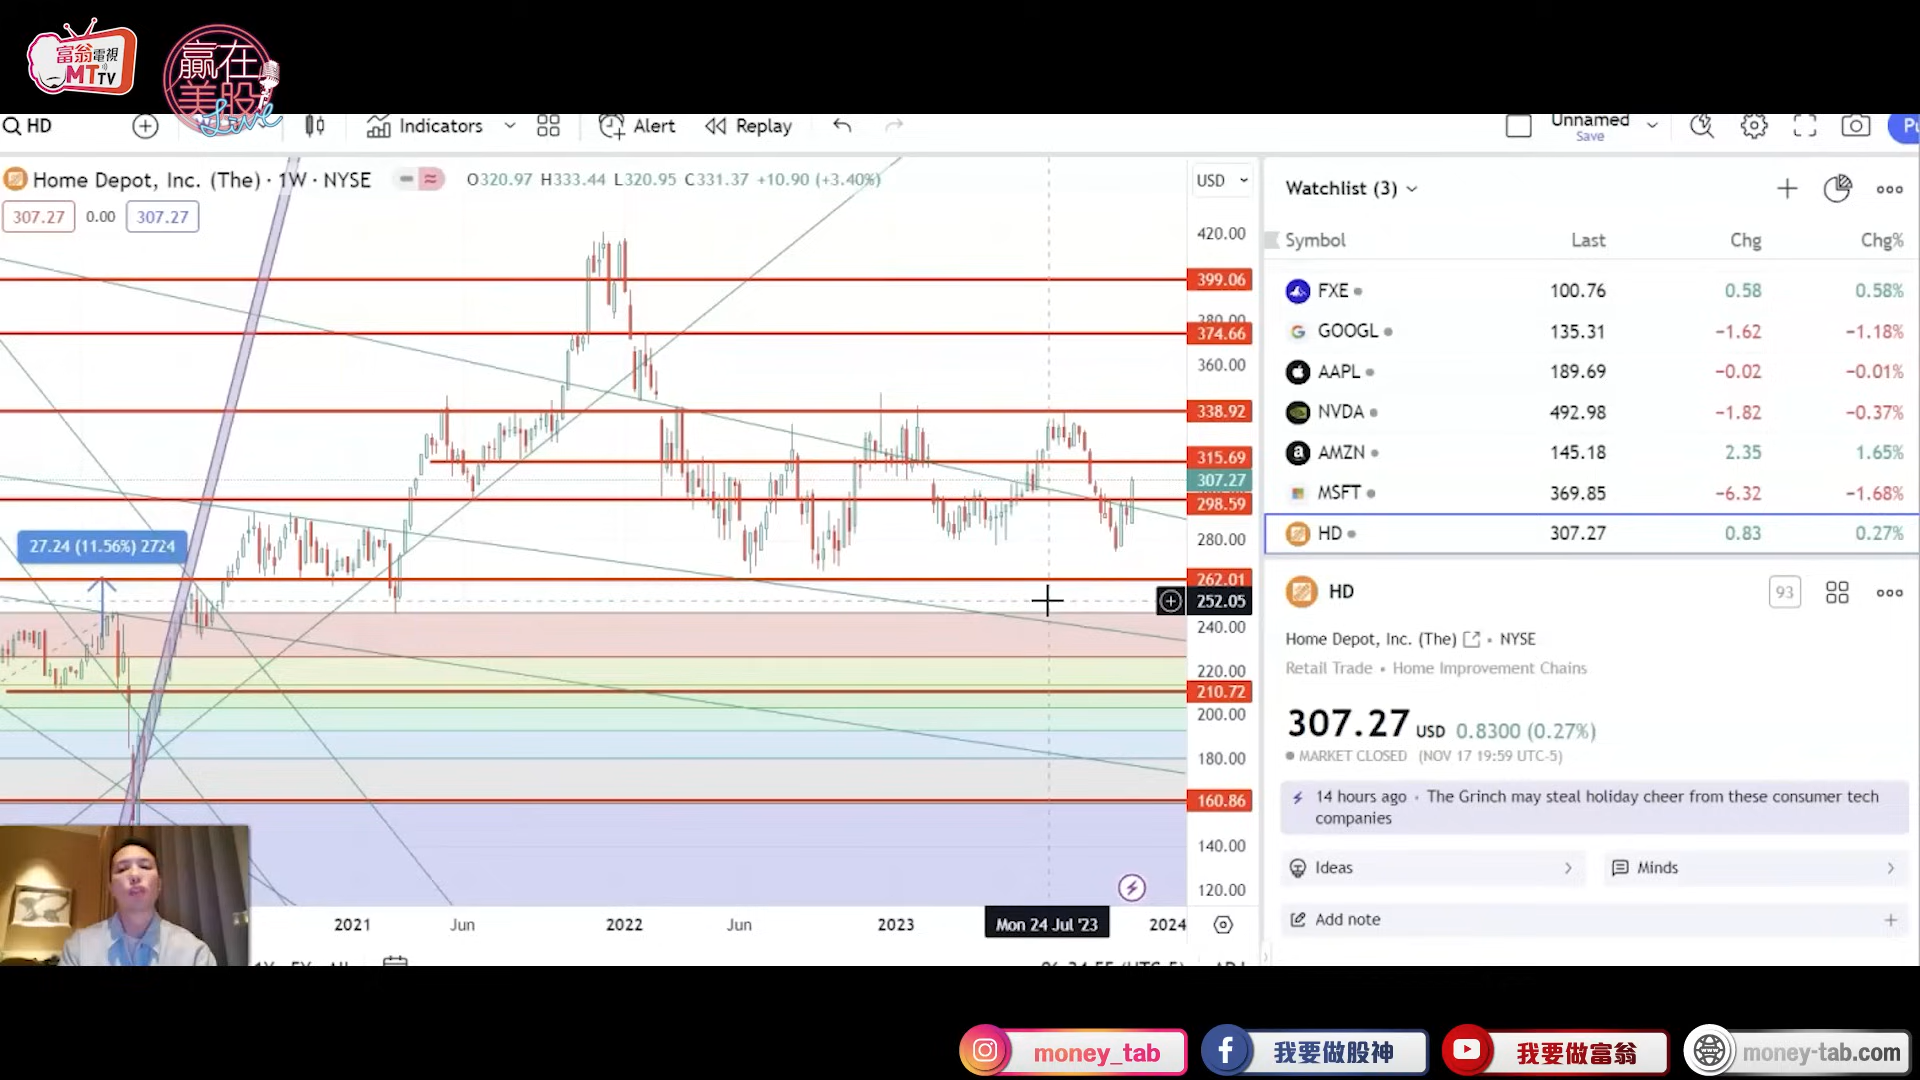 富翁電視
MTTV
贏在
美股
Live
HD
Indicators
Alert
Replay
Unnamed
Save
Home Depot, Inc. (The) · 1W · NYSE
O320.97 H333.44 L320.95 C331.37 +10.90 (+3.40%)
307.27 0.00 307.27
USD
420.00
399.06
380.00
374.66
360.00
338.92
315.69
307.27
298.59
280.00
262.01
252.05
240.00
220.00
210.72
200.00
180.00
160.86
140.00
120.00
27.24 (11.56%) 2724
2021 Jun 2022 Jun 2023 Mon 24 Jul '23 2024
Watchlist (3)
Symbol Last Chg Chg%
FXE 100.76 0.58 0.58%
GOOGL 135.31 −1.62 −1.18%
AAPL 189.69 −0.02 −0.01%
NVDA 492.98 −1.82 −0.37%
AMZN 145.18 2.35 1.65%
MSFT 369.85 −6.32 −1.68%
HD 307.27 0.83 0.27%
HD
93
Home Depot, Inc. (The) • NYSE
Retail Trade • Home Improvement Chains
307.27 USD 0.8300 (0.27%)
MARKET CLOSED (NOV 17 19:59 UTC-5)
14 hours ago · The Grinch may steal holiday cheer from these consumer tech
companies
Ideas
Minds
Add note
money_tab
我要做股神
我要做富翁
money-tab.com